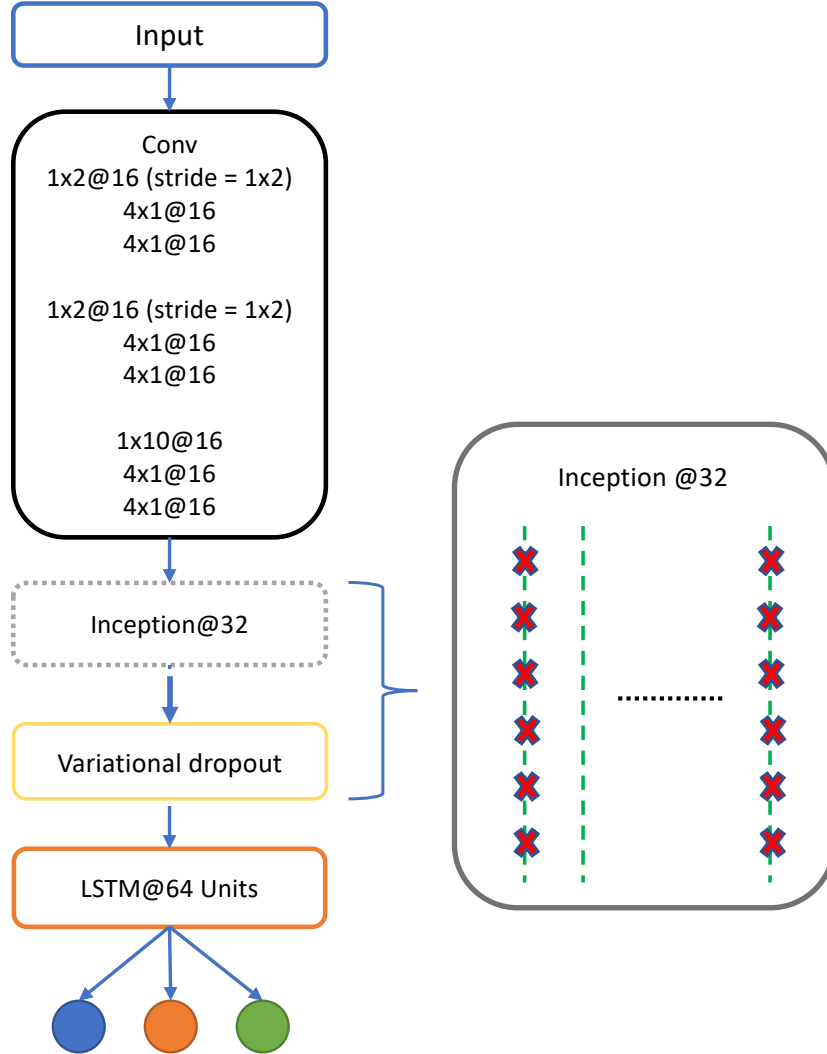 Input
Conv
1x2@16 (stride = 1x2)
4x1@16
4x1@16
1x2@16 (stride = 1x2)
4x1@16
4x1@16
1x10@16
4x1@16
4x1@16
Inception@32
Variational dropout
LSTM@64 Units
Inception @32